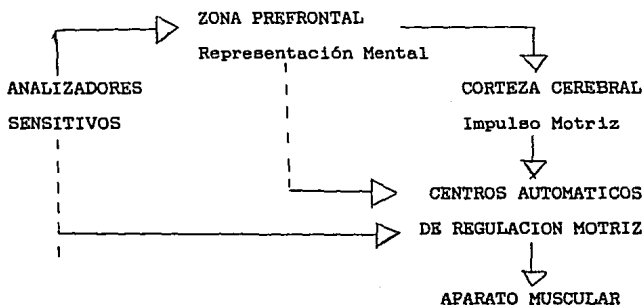 ZONA PREFRONTAL
Representación Mental
ANALIZADORES
SENSITIVOS
CORTEZA CEREBRAL
Impulso Motriz
CENTROS AUTOMATICOS
DE REGULACION MOTRIZ
APARATO MUSCULAR